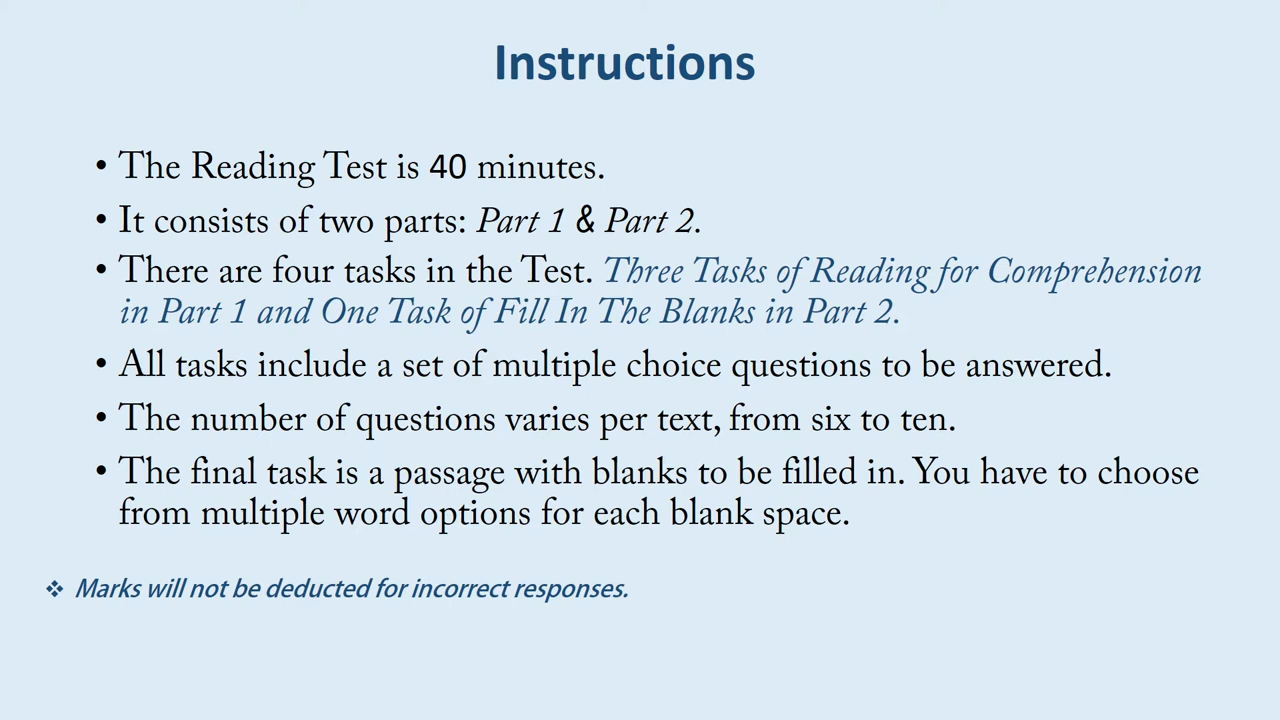 Instructions
• The Reading Test is 40 minutes.
• It consists of two parts: Part 1 & Part 2.
• There are four tasks in the Test. Three Tasks of Reading for Comprehension
in Part 1 and One Task of Fill In The Blanks in Part 2.
• All tasks include a set of multiple choice questions to be answered.
• The number of questions varies per text, from six to ten.
• The final task is a passage with blanks to be filled in. You have to choose
from multiple word options for each blank space.
❖ Marks will not be deducted for incorrect responses.